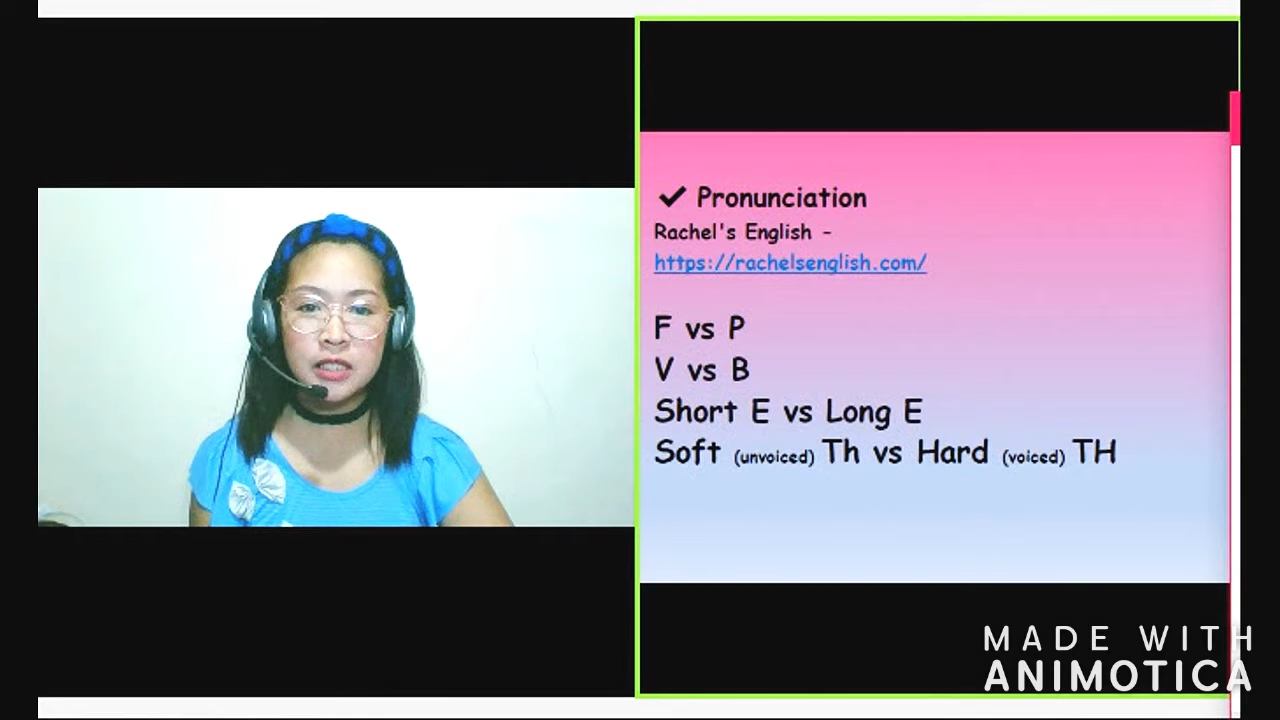 ✔ Pronunciation
Rachel's English -
https://rachelsenglish.com/
F vs P
V vs B
Short E vs Long E
Soft (unvoiced) Th vs Hard (voiced) TH
MADE WITH
ANIMOTICA